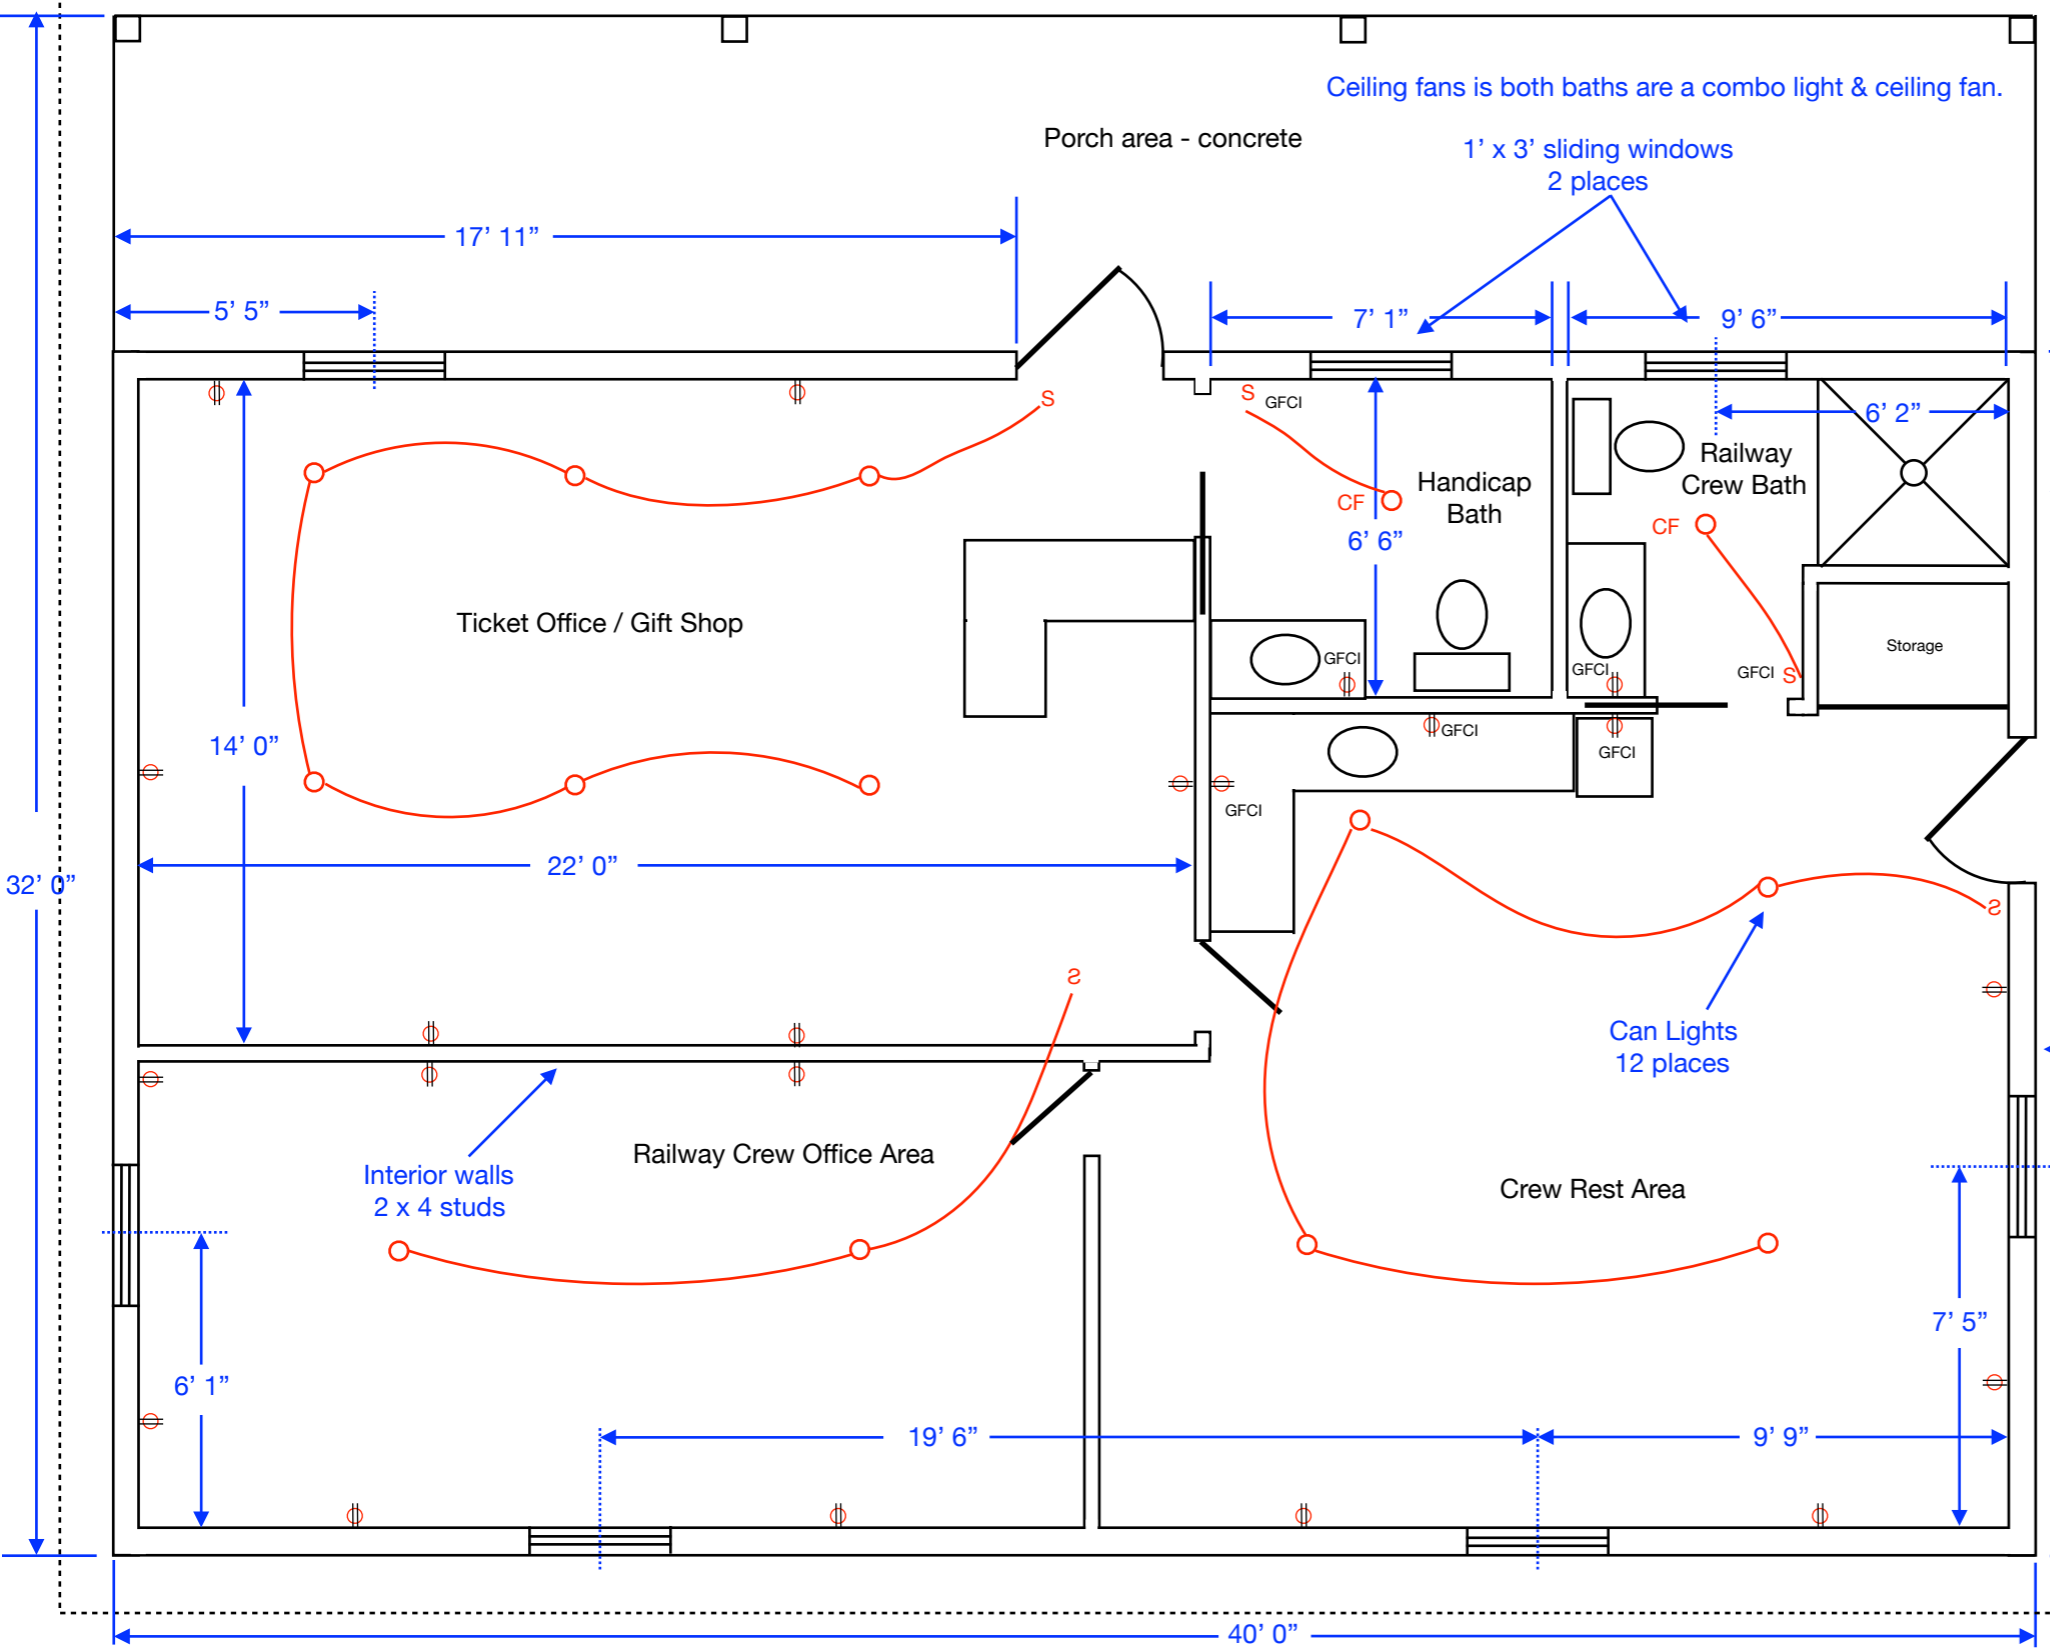 Ceiling fans is both baths are a combo light & ceiling fan.
Porch area - concrete
1’ x 3’ sliding windows
2 places
17’ 11”
5’ 5”
7’ 1”
9’ 6”
S
S
GFCI
6’ 2”
Railway
Crew Bath
Handicap
Bath
CF
CF
6’ 6”
Ticket Office / Gift Shop
Storage
GFCI
GFCI
GFCI
S
14’ 0”
GFCI
GFCI
GFCI
22’ 0”
32’ 0”
S
S
Can Lights
12 places
Railway Crew Office Area
Interior walls
2 x 4 studs
Crew Rest Area
7’ 5”
6’ 1”
19’ 6”
9’ 9”
40’ 0”